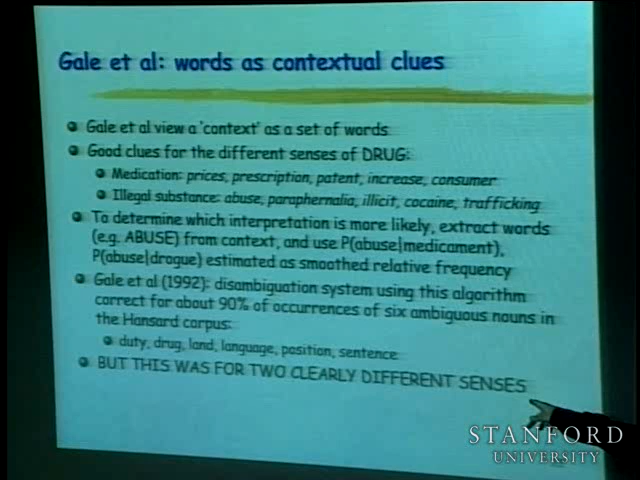 Gale et al: words as contextual clues
Gale et al view a 'context' as a set of words
Good clues for the different senses of DRUG:
Medication: prices, prescription, patent, increase, consumer
Illegal substance: abuse, paraphernalia, illicit, cocaine, trafficking
To determine which interpretation is more likely, extract words
(e.g. ABUSE) from context, and use P(abuse|medicament),
P(abuse|drogue) estimated as smoothed relative frequency
Gale et al (1992): disambiguation system using this algorithm
correct for about 90% of occurrences of six ambiguous nouns in
the Hansard corpus:
duty, drug, land, language, position, sentence
BUT THIS WAS FOR TWO CLEARLY DIFFERENT SENSES
STANFORD
UNIVERSITY